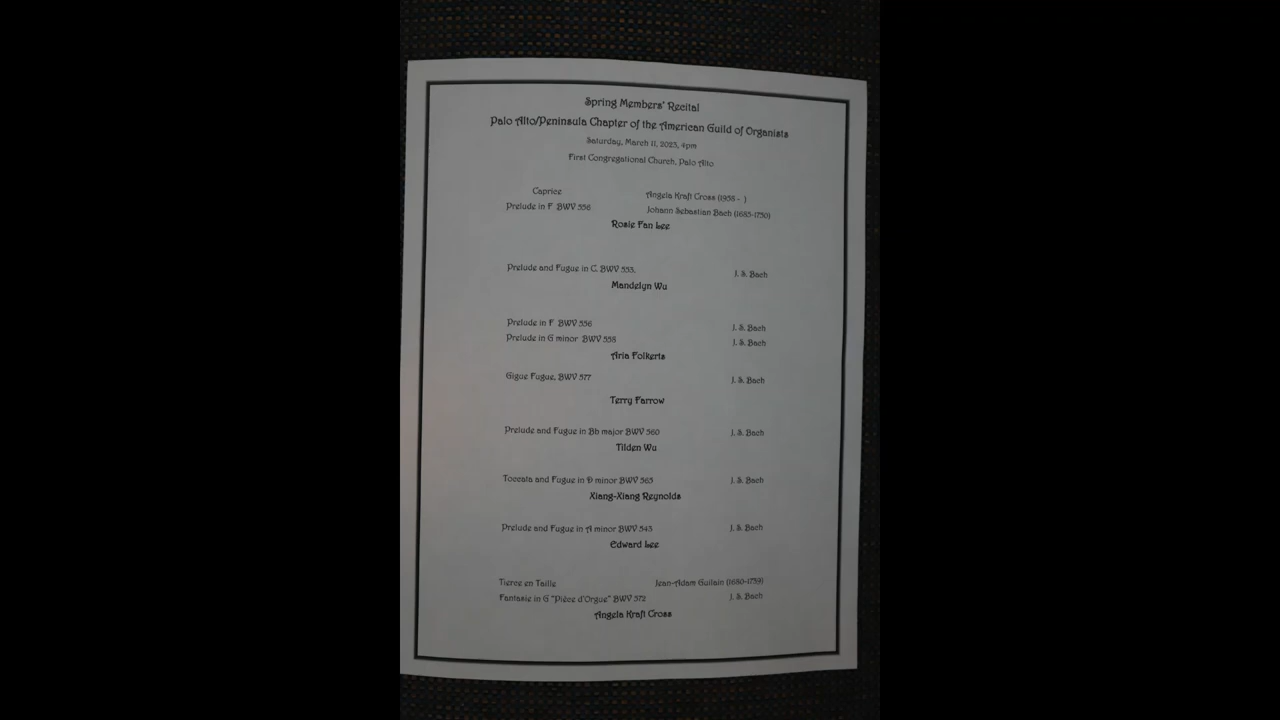 Spring Members' Recital
Palo Alto/Peninsula Chapter of the American Guild of Organists
Saturday, March 11, 2023, 4pm
First Congregational Church, Palo Alto
Caprice Angela Kraft Cross (1958 - )
Prelude in F BWV 556 Johann Sebastian Bach (1685-1750)
Rosie Fan Lee
Prelude and Fugue in C, BWV 553, J. S. Bach
Mandelyn Wu
Prelude in F BWV 556 J. S. Bach
Prelude in G minor BWV 558 J. S. Bach
Aria Folkerts
Gigue Fugue, BWV 577 J. S. Bach
Terry Farrow
Prelude and Fugue in Bb major BWV 560 J. S. Bach
Tilden Wu
Toccata and Fugue in D minor BWV 565 J. S. Bach
Xiang-Xiang Reynolds
Prelude and Fugue in A minor BWV 543 J. S. Bach
Edward Lee
Tierce en Taille Jean-Adam Guilain (1680-1739)
Fantasie in G "Pièce d'Orgue" BWV 572 J. S. Bach
Angela Kraft Cross